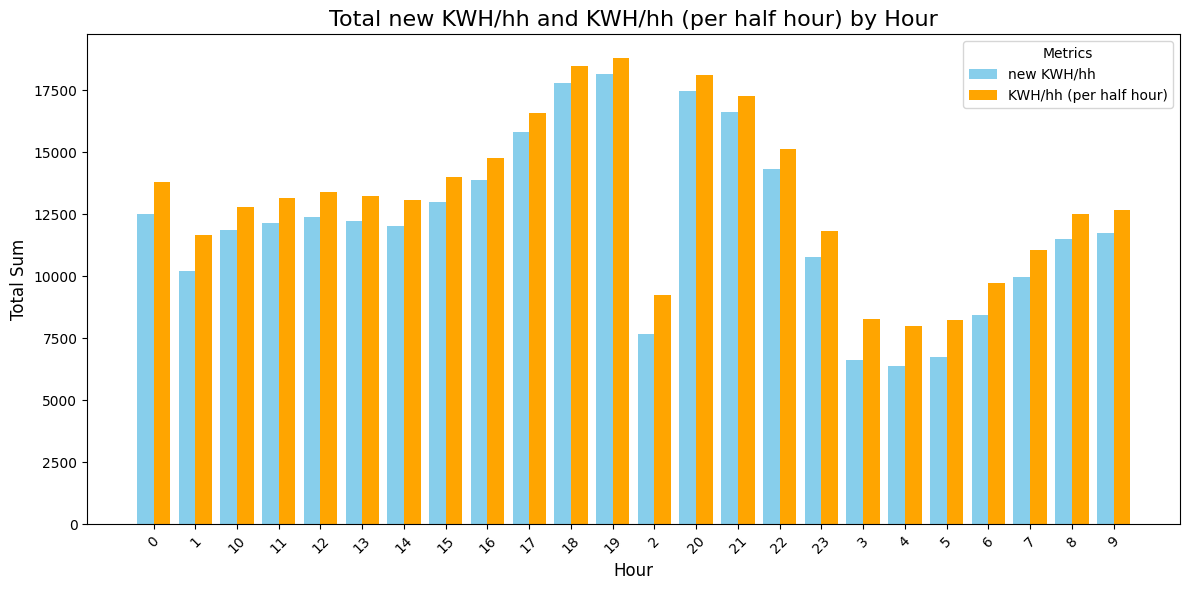 Total new KWH/hh and KWH/hh (per half hour) by Hour
Metrics
new KWH/hh
KWH/hh (per half hour)
Total Sum
17500
15000
12500
10000
7500
5000
2500
0
0 1 10 11 12 13 14 15 16 17 18 19 2 20 21 22 23 3 4 5 6 7 8 9
Hour